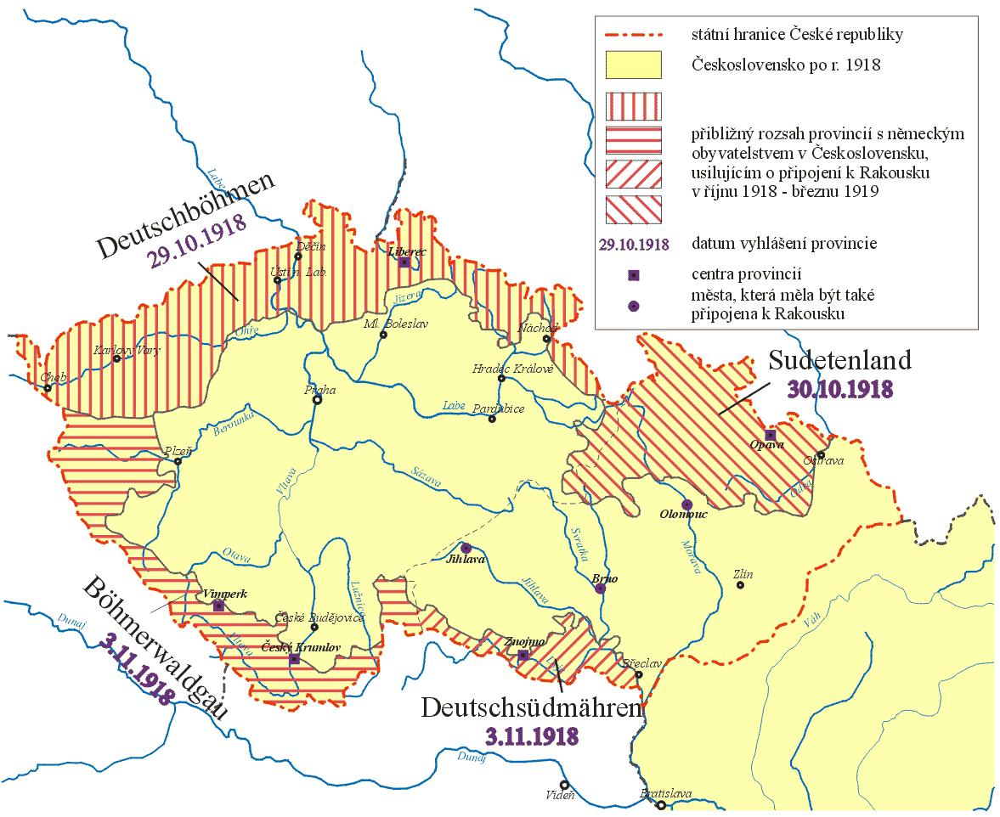 státní hranice České republiky
Československo po r. 1918
přibližný rozsah provincií s německým
obyvatelstvem v Československu,
usilujícím o připojení k Rakousku
v říjnu 1918 - březnu 1919
29.10.1918
datum vyhlášení provincie
centra provincií
města, která měla být také
připojena k Rakousku
Labe
Deutschböhmen
29.10.1918
Děčín
Liberec
Ústí n. Lab.
Jizera
Ml. Boleslav
Náchod
Ohře
Karlovy Vary
Cheb
Hradec Králové
Sudetenland
30.10.1918
Praha
Labe
Pardubice
Berounka
Plzeň
Opava
Ostrava
Odra
Vltava
Sázava
Olomouc
Svratka
Morava
Jihlava
Otava
Zlín
Jihlava
Brno
Lužnice
Vimperk
České Budějovice
Váh
Böhmerwaldgau
3.11.1918
Dunaj
Vltava
Český Krumlov
Znojmo
Břeclav
Deutschsüdmähren
3.11.1918
Dunaj
Vídeň
Bratislava